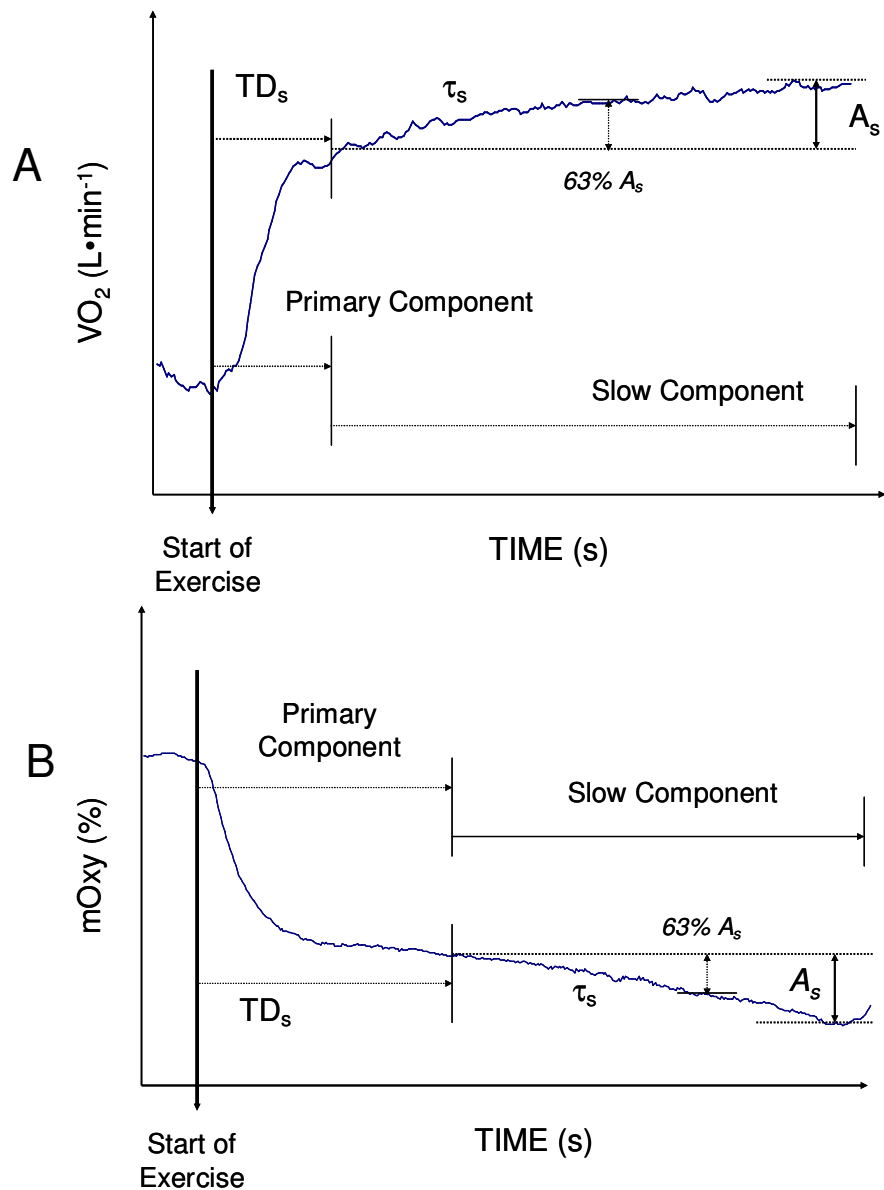 TDₛ
τₛ
Aₛ
A
63% Aₛ
VO₂ (L•min⁻¹)
Primary Component
Slow Component
Start of
Exercise
TIME (s)
Primary
Component
B
Slow Component
mOxy (%)
63% Aₛ
Aₛ
τₛ
TDₛ
Start of
Exercise
TIME (s)